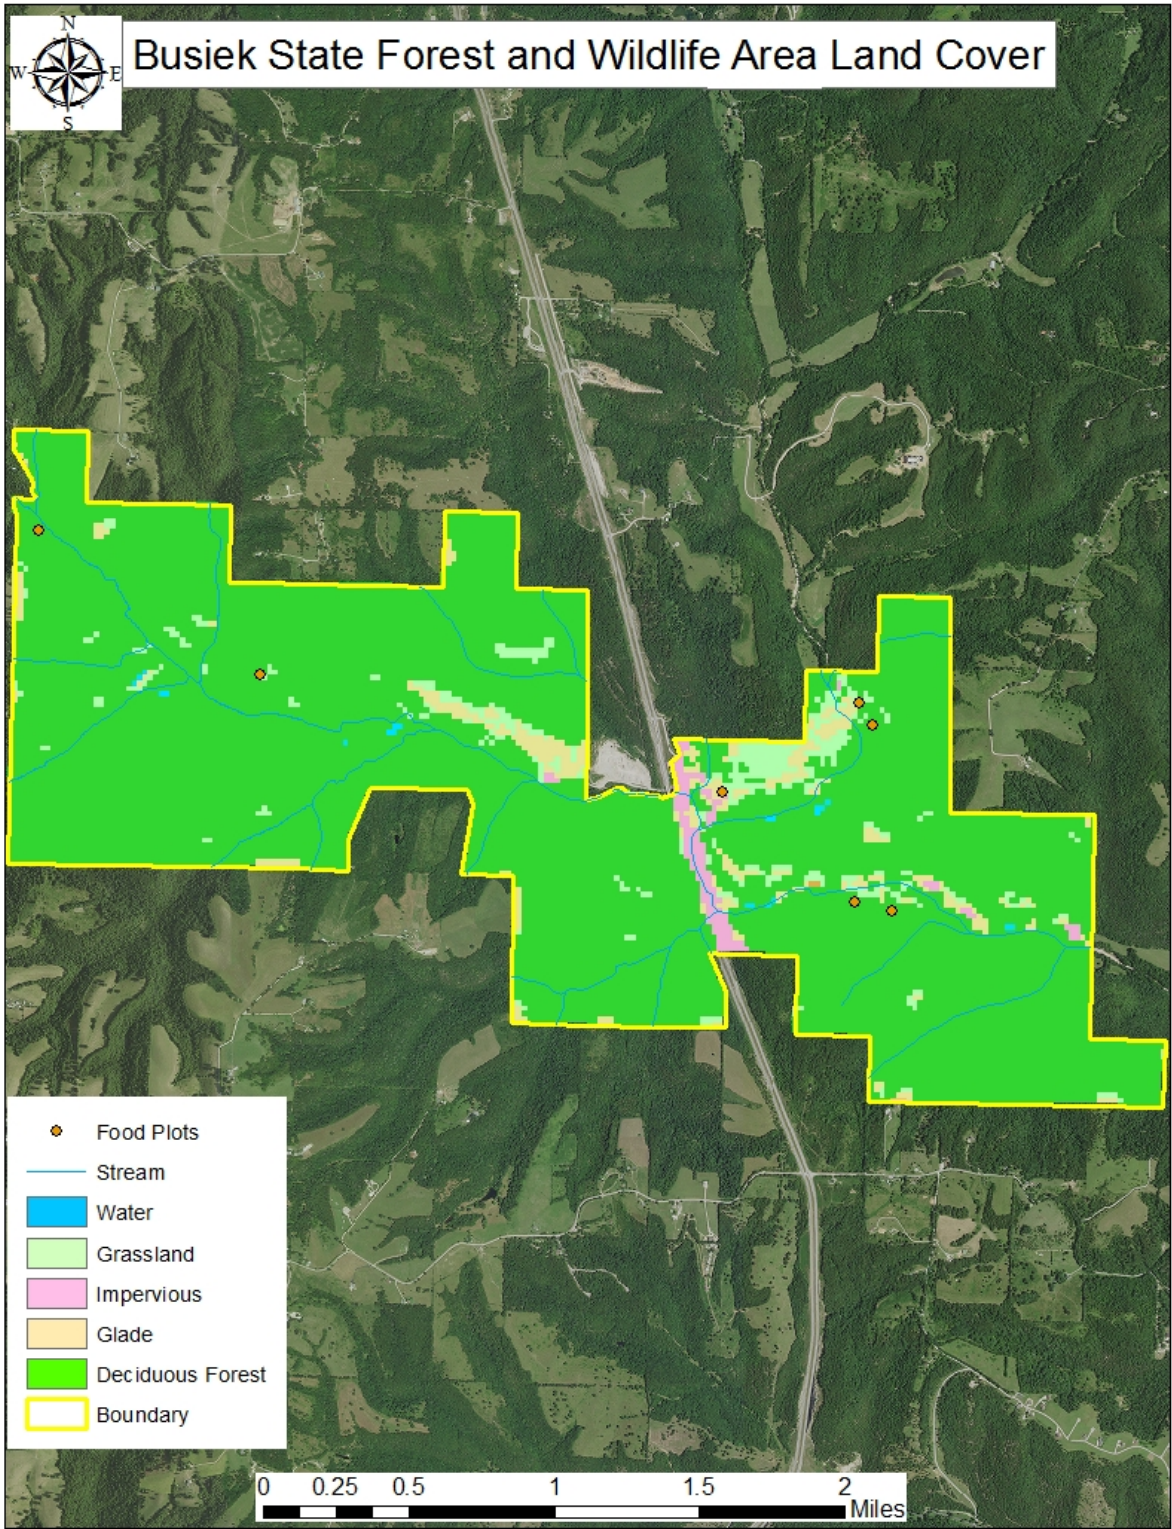 N
W E
S
Busiek State Forest and Wildlife Area Land Cover
Food Plots
Stream
Water
Grassland
Impervious
Glade
Deciduous Forest
Boundary
0 0.25 0.5 1 1.5 2
Miles